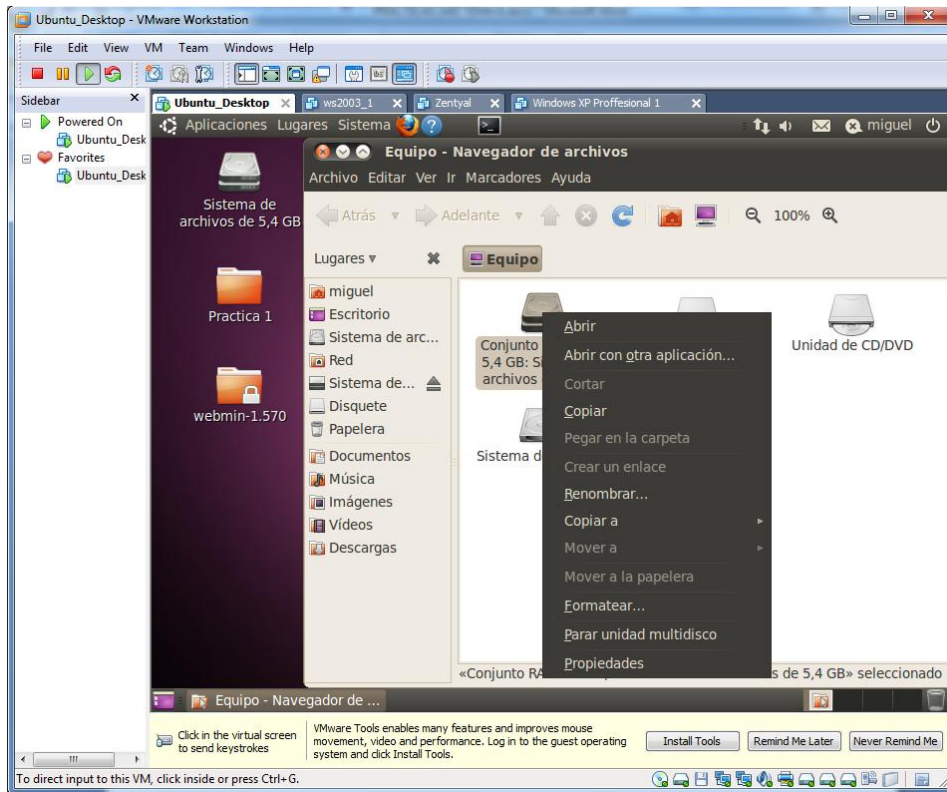 Ubuntu_Desktop - VMware Workstation
File Edit View VM Team Windows Help
Sidebar
Powered On
Ubuntu_Desk
Favorites
Ubuntu_Desk
Ubuntu_Desktop
ws2003_1
Zentyal
Windows XP Proffesional 1
Aplicaciones Lugares Sistema
miguel
Sistema de
archivos de 5,4 GB
Practica 1
webmin-1.570
Equipo - Navegador de archivos
Archivo Editar Ver Ir Marcadores Ayuda
Atrás
Adelante
100%
Lugares
Equipo
miguel
Escritorio
Sistema de arc...
Red
Sistema de...
Disquete
Papelera
Documentos
Música
Imágenes
Vídeos
Descargas
Conjunto
5,4 GB: Si
archivos
Unidad de CD/DVD
Sistema d
Abrir
Abrir con otra aplicación...
Cortar
Copiar
Pegar en la carpeta
Crear un enlace
Renombrar...
Copiar a
Mover a
Mover a la papelera
Formatear...
Parar unidad multidisco
Propiedades
«Conjunto RA
s de 5,4 GB» seleccionado
Equipo - Navegador de ...
Click in the virtual screen
to send keystrokes
VMware Tools enables many features and improves mouse
movement, video and performance. Log in to the guest operating
system and click Install Tools.
Install Tools
Remind Me Later
Never Remind Me
To direct input to this VM, click inside or press Ctrl+G.